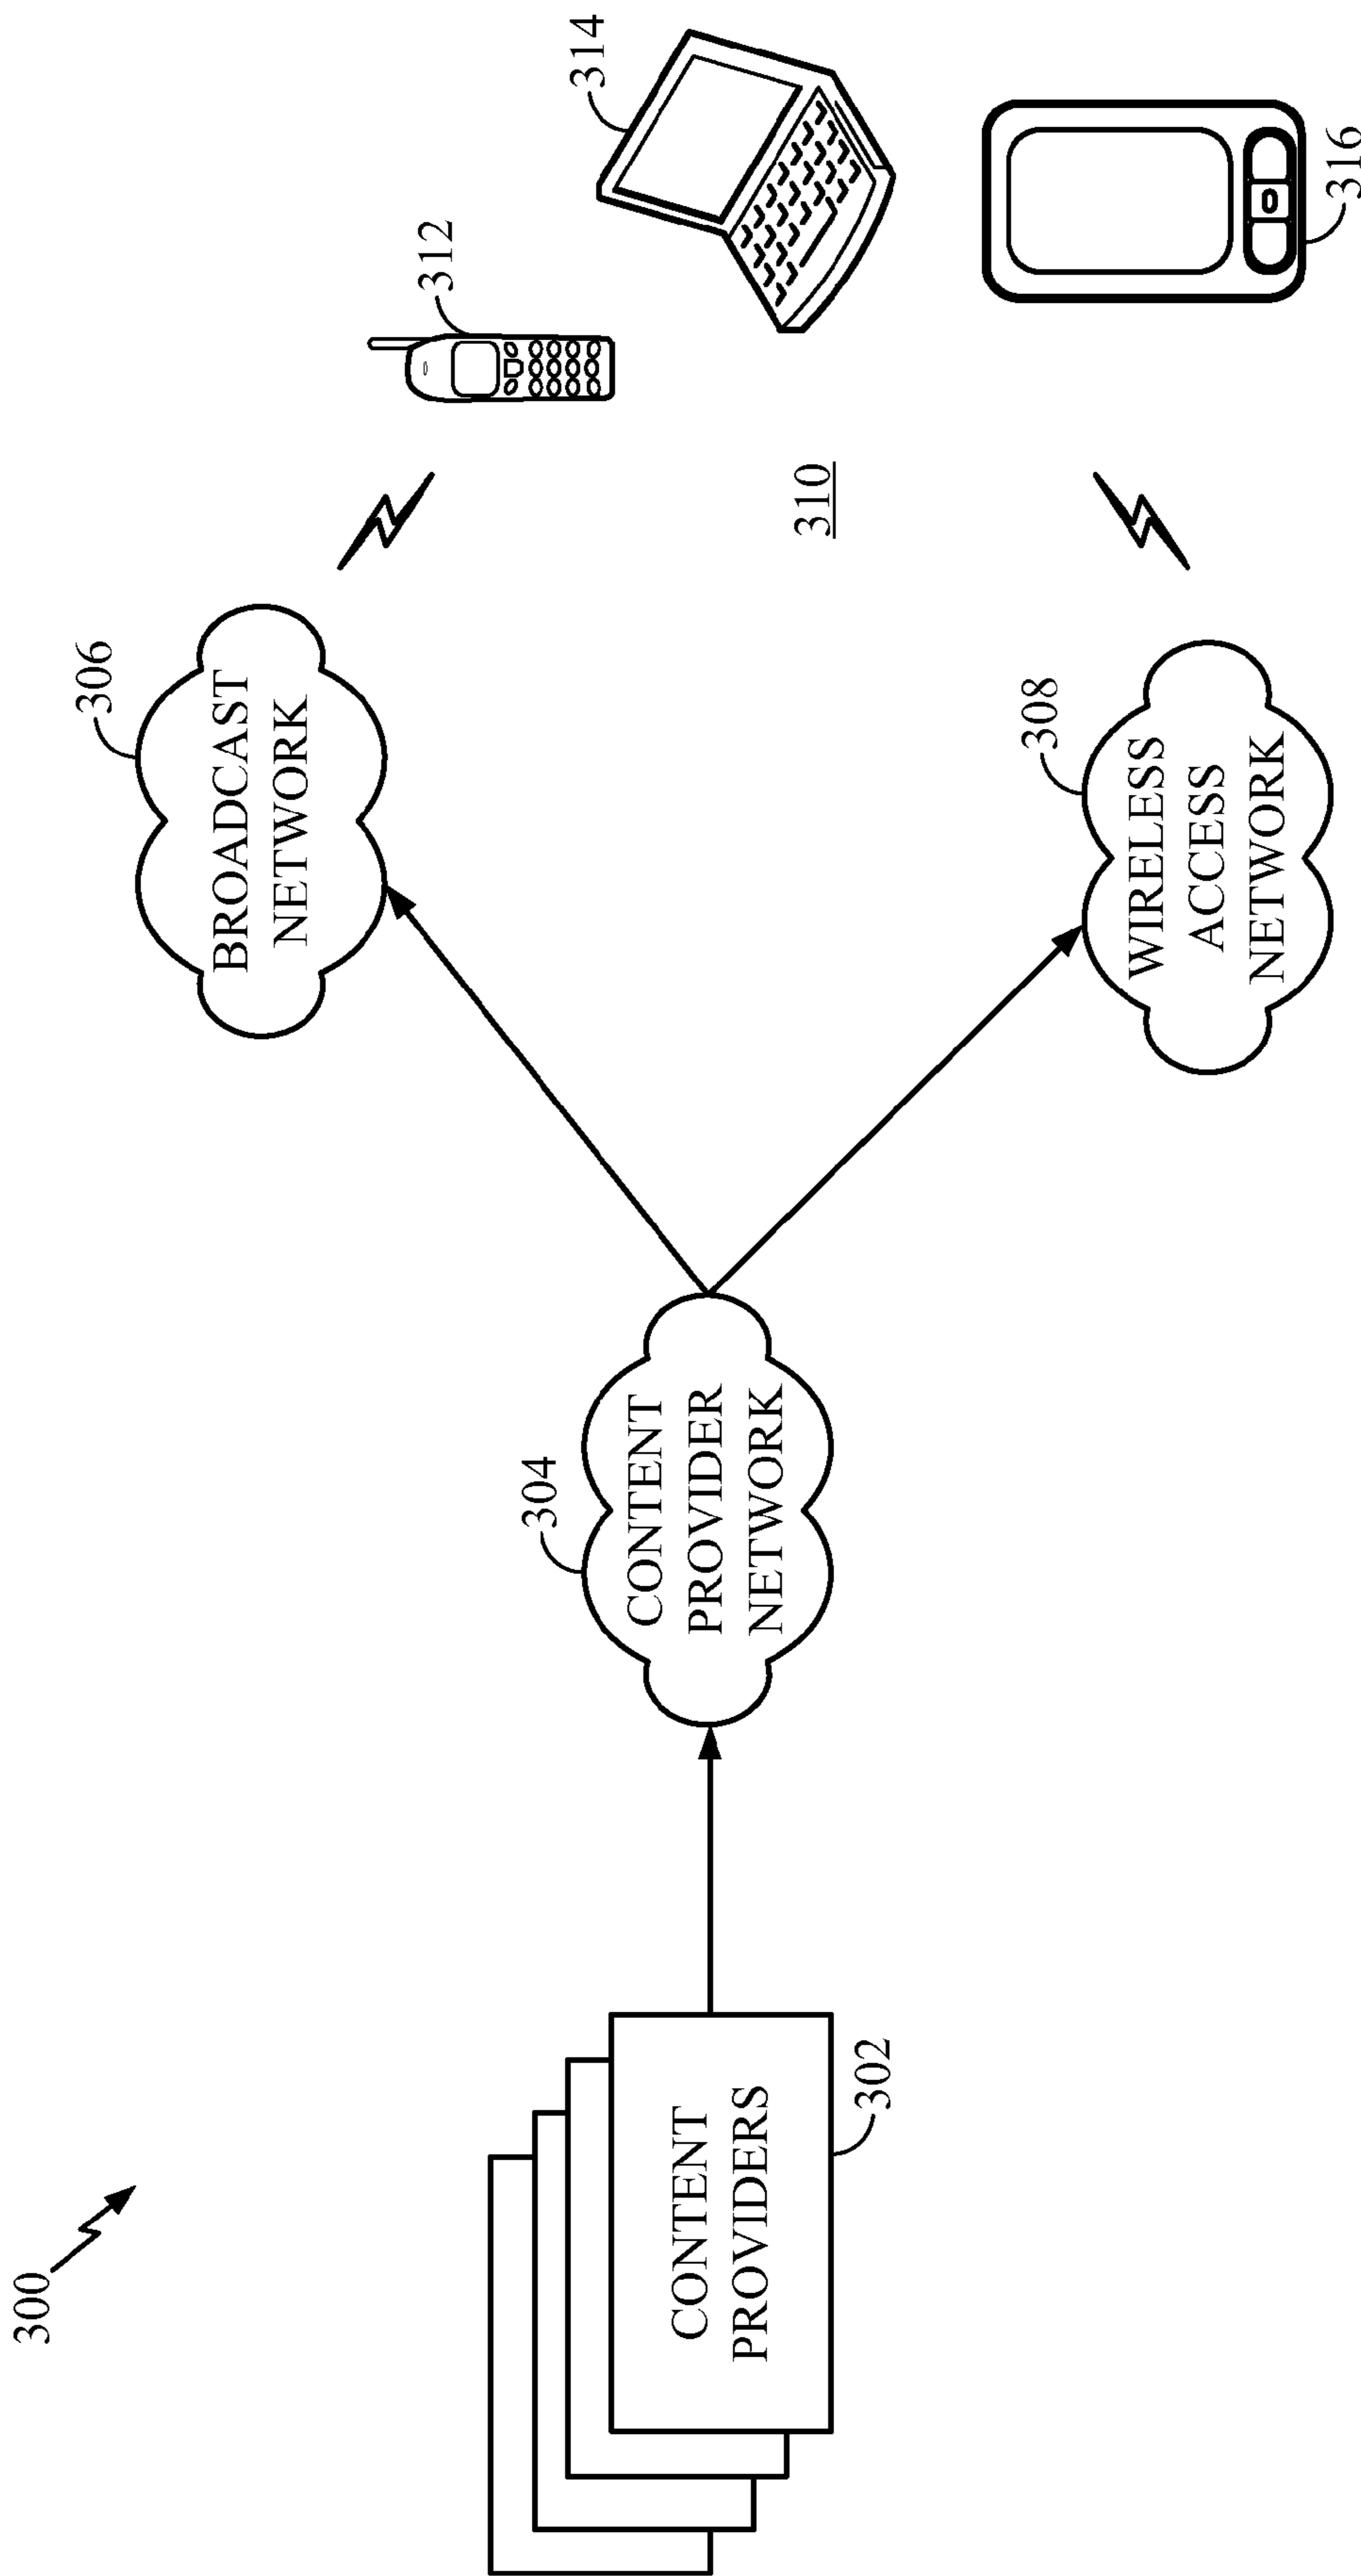 300
CONTENT
PROVIDERS
302
304
CONTENT
PROVIDER
NETWORK
306
BROADCAST
NETWORK
308
WIRELESS
ACCESS
NETWORK
310
312
314
316